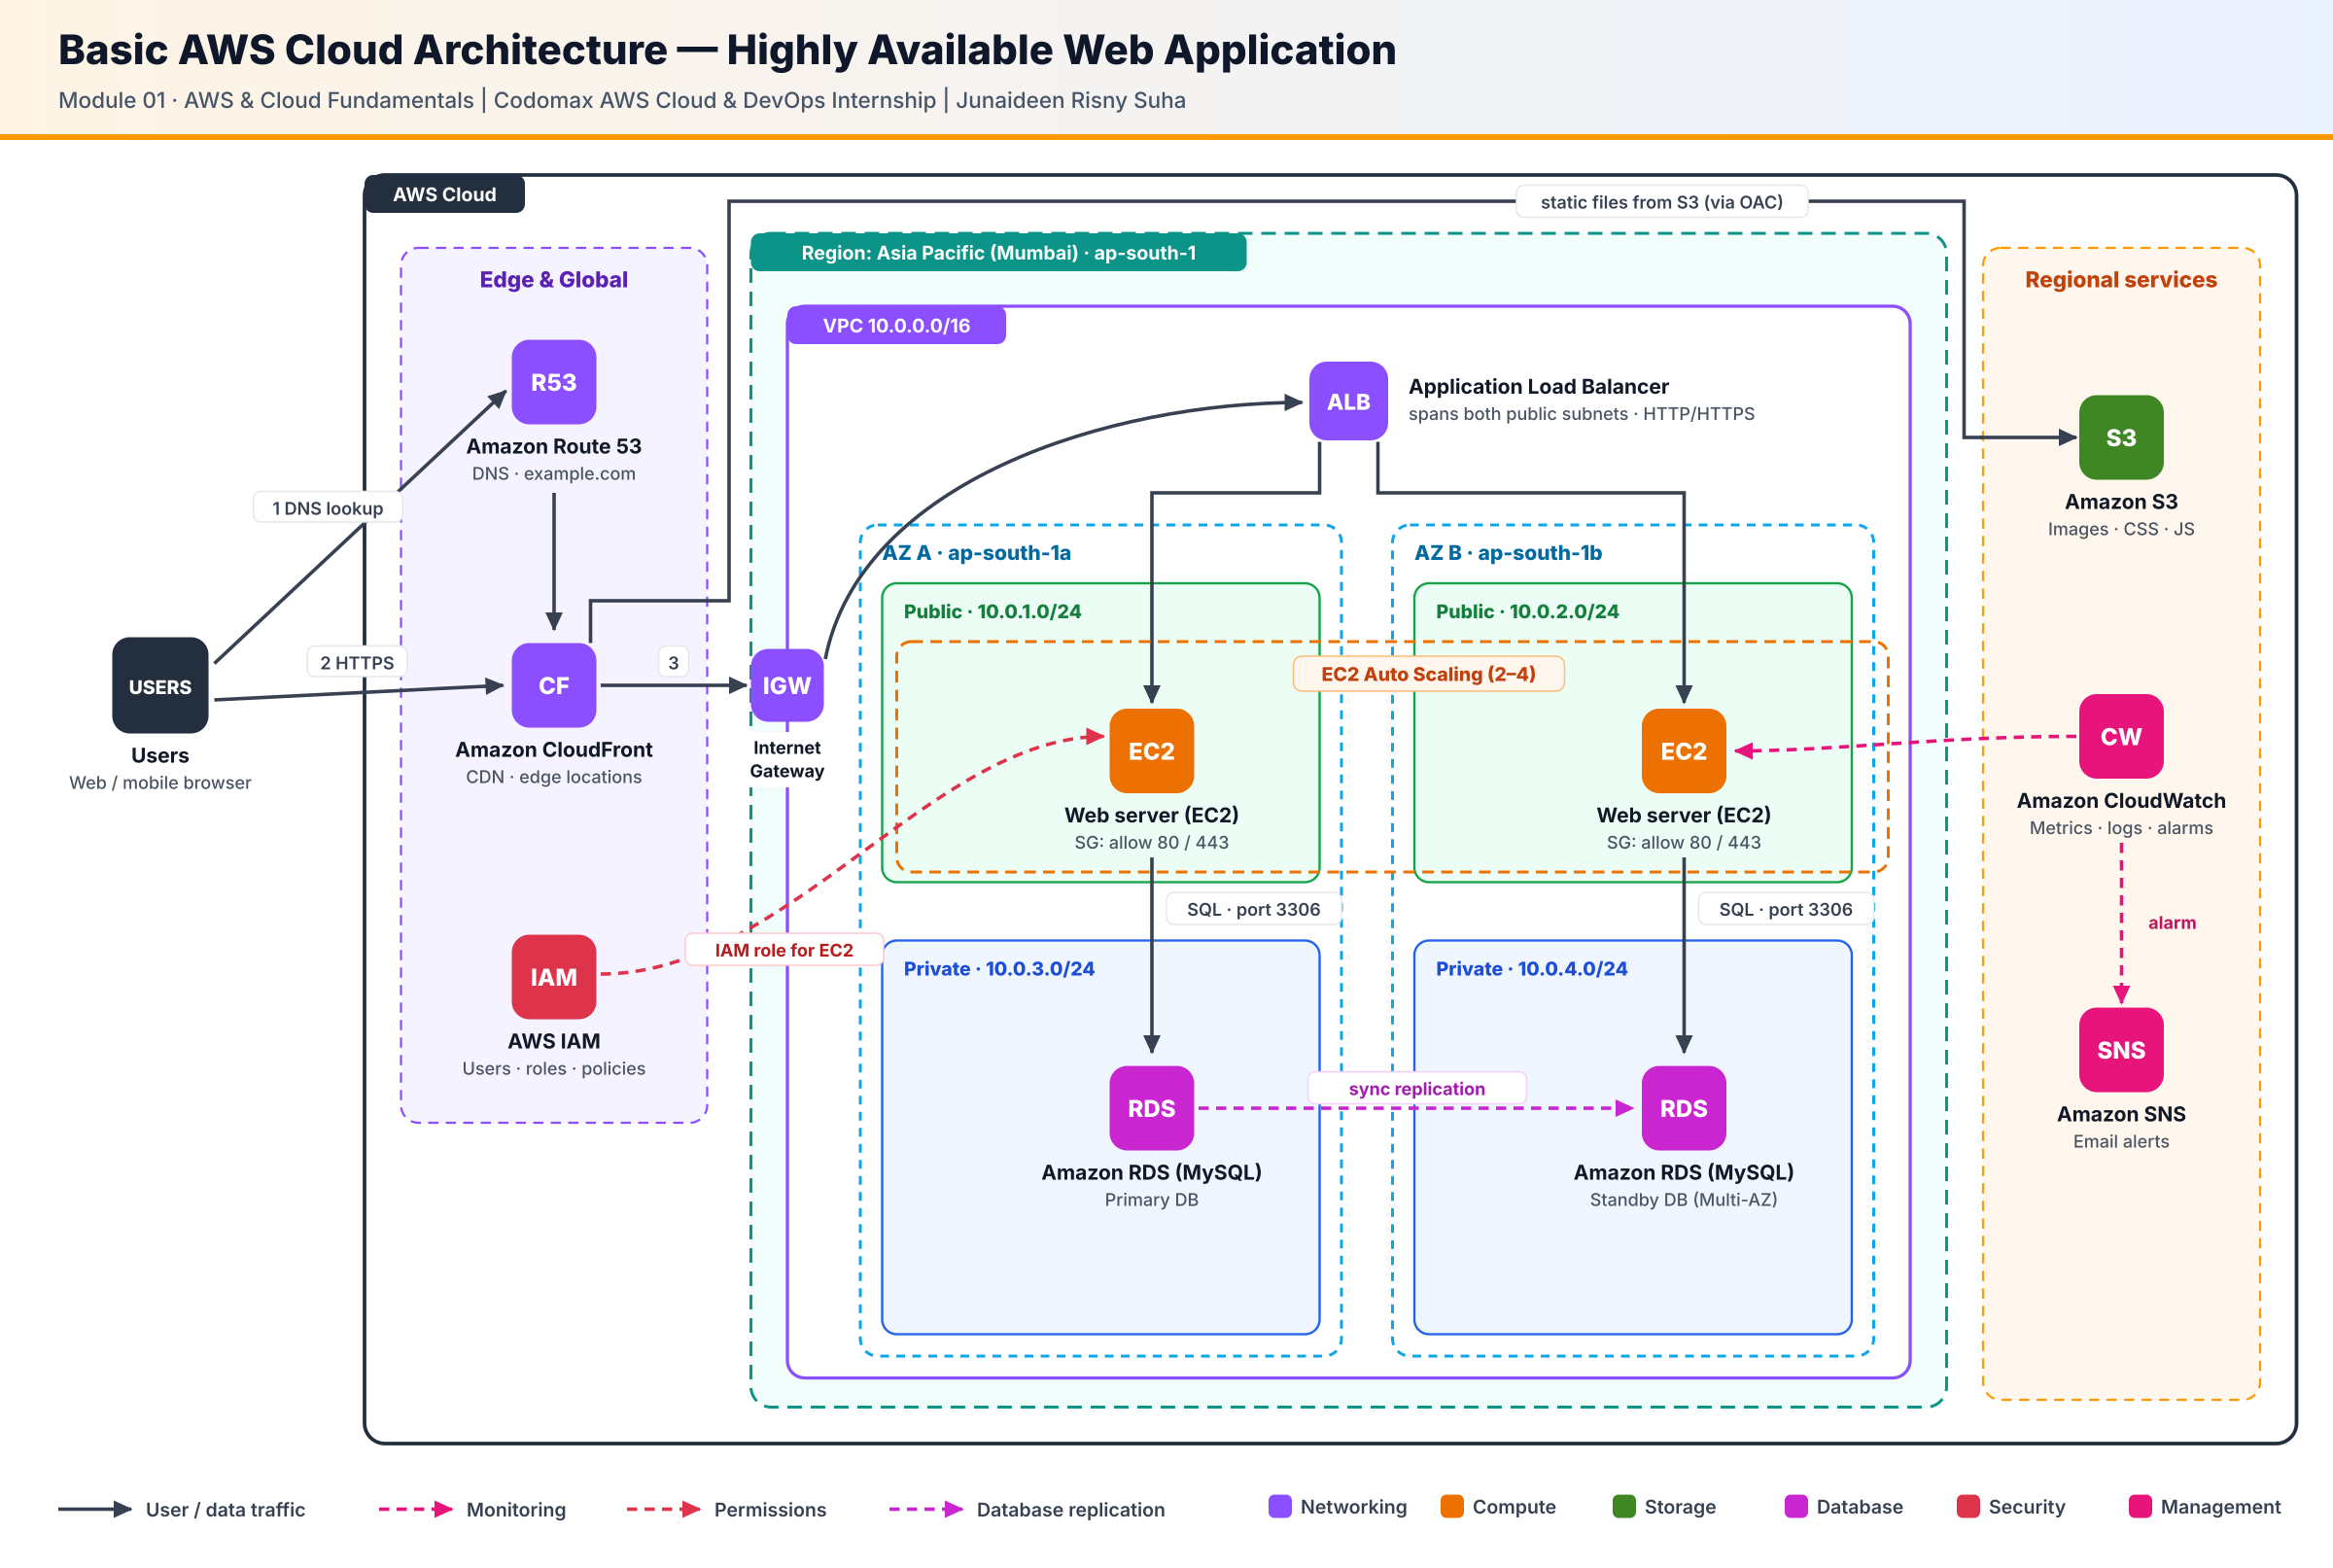 Basic AWS Cloud Architecture — Highly Available Web Application
Module 01 · AWS & Cloud Fundamentals | Codomax AWS Cloud & DevOps Internship | Junaideen Risny Suha
AWS Cloud
static files from S3 (via OAC)
Region: Asia Pacific (Mumbai) · ap-south-1
Edge & Global
Regional services
VPC 10.0.0.0/16
R53
Amazon Route 53
DNS · example.com
ALB
Application Load Balancer
spans both public subnets · HTTP/HTTPS
S3
Amazon S3
Images · CSS · JS
1 DNS lookup
AZ A · ap-south-1a
AZ B · ap-south-1b
Public · 10.0.1.0/24
Public · 10.0.2.0/24
USERS
Users
Web / mobile browser
2 HTTPS
CF
Amazon CloudFront
CDN · edge locations
3
IGW
Internet
Gateway
EC2 Auto Scaling (2–4)
EC2
Web server (EC2)
SG: allow 80 / 443
EC2
Web server (EC2)
SG: allow 80 / 443
CW
Amazon CloudWatch
Metrics · logs · alarms
SQL · port 3306
SQL · port 3306
alarm
IAM role for EC2
IAM
AWS IAM
Users · roles · policies
Private · 10.0.3.0/24
Private · 10.0.4.0/24
RDS
Amazon RDS (MySQL)
Primary DB
sync replication
RDS
Amazon RDS (MySQL)
Standby DB (Multi-AZ)
SNS
Amazon SNS
Email alerts
User / data traffic
Monitoring
Permissions
Database replication
Networking
Compute
Storage
Database
Security
Management